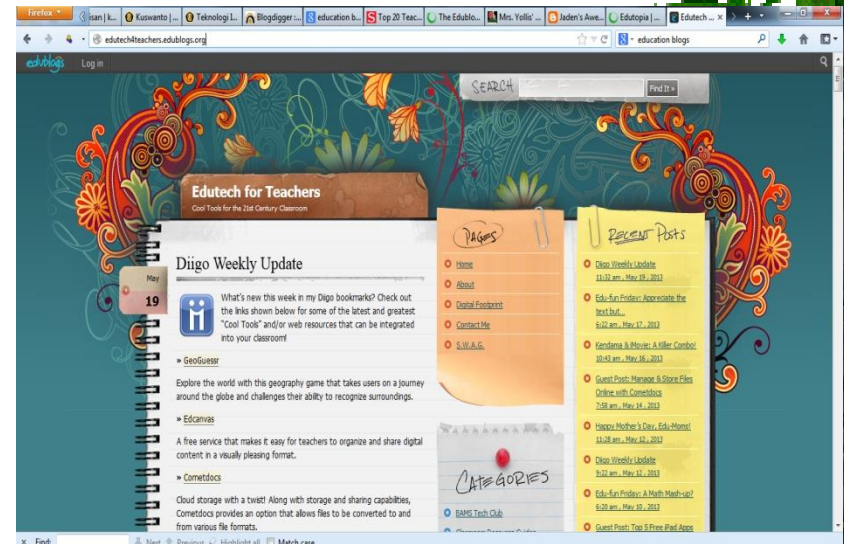 Firefox
isan | k...
Kuswanto |...
Teknologi I...
Blogdigger :...
education b...
Top 20 Teac...
The Edublo...
Mrs. Yollis' ...
Jaden's Awe...
Edutopia | ...
Edutech ...
edutech4teachers.edublogs.org
education blogs
edublogs
Log in
SEARCH
Find It »
Edutech for Teachers
Cool Tools for the 21st Century Classroom
May
19
Diigo Weekly Update
What's new this week in my Diigo bookmarks? Check out
the links shown below for some of the latest and greatest
"Cool Tools" and/or web resources that can be integrated
into your classroom!
» GeoGuessr
Explore the world with this geography game that takes users on a journey
around the globe and challenges their ability to recognize surroundings.
» Edcanvas
A free service that makes it easy for teachers to organize and share digital
content in a visually pleasing format.
» Cometdocs
Cloud storage with a twist! Along with storage and sharing capabilities,
Cometdocs provides an option that allows files to be converted to and
from various file formats.
PAGES
Home
About
Digital Footprint
Contact Me
S.W.A.G.
CATEGORIES
BAMS Tech Club
Classroom Resource Guides
RECENT Posts
Diigo Weekly Update
11:32 am , May 19 , 2013
Edu-fun Friday: Appreciate the
text but...
6:22 am , May 17 , 2013
Kendama & iMovie: A Killer Combo!
10:43 am , May 16 , 2013
Guest Post: Manage & Store Files
Online with Cometdocs
7:58 am , May 14 , 2013
Happy Mother's Day, Edu-Moms!
11:28 am , May 12 , 2013
Diigo Weekly Update
9:22 am , May 12 , 2013
Edu-fun Friday: A Math Mash-up?
6:20 am , May 10 , 2013
Guest Post: Top 5 Free iPad Apps
Find:
Next
Previous
Highlight all
Match case